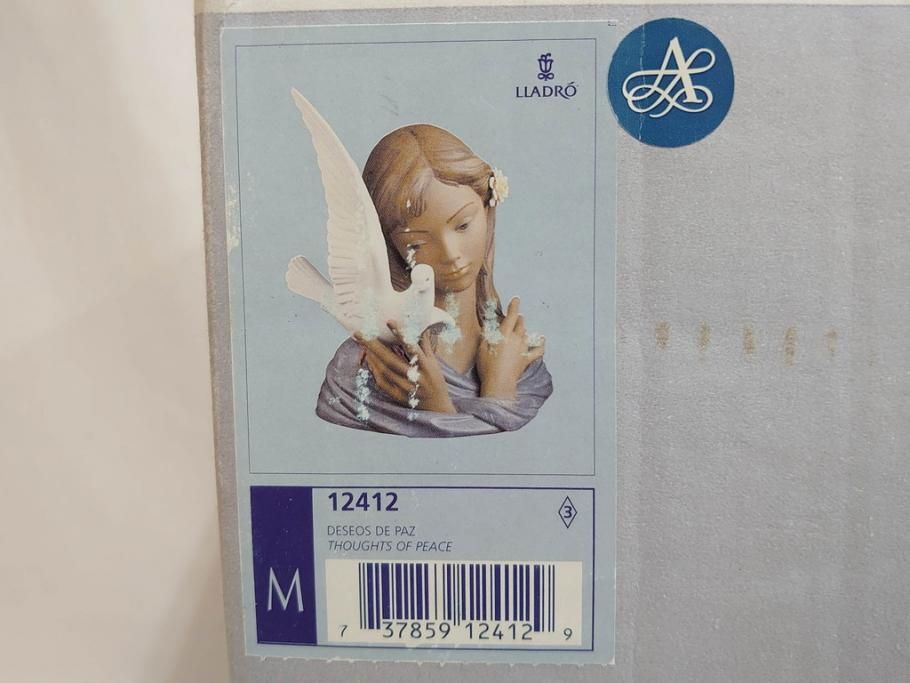 LLADRÓ
A
12412
3
DESEOS DE PAZ
THOUGHTS OF PEACE
M
7 37859 12412 9